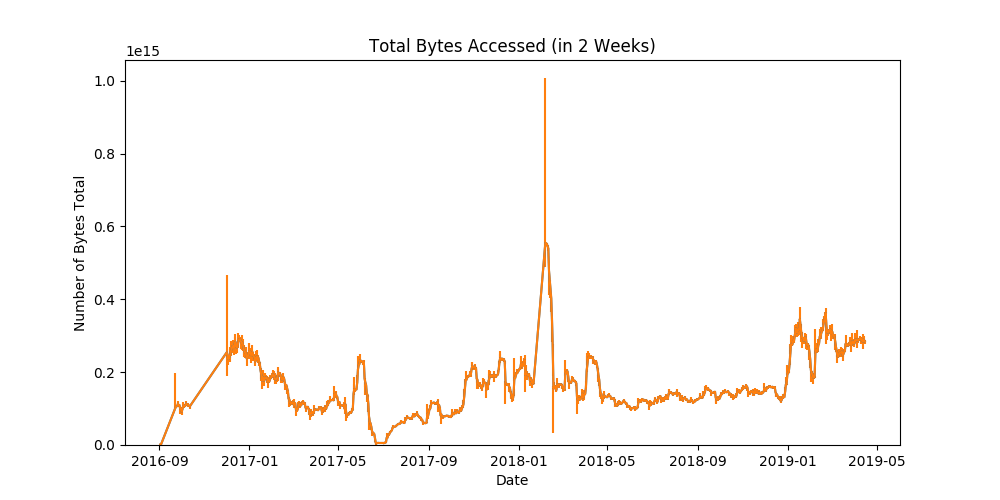 Total Bytes Accessed (in 2 Weeks)
1e15
1.0
0.8
0.6
0.4
0.2
0.0
Number of Bytes Total
2016-09 2017-01 2017-05 2017-09 2018-01 2018-05 2018-09 2019-01 2019-05
Date